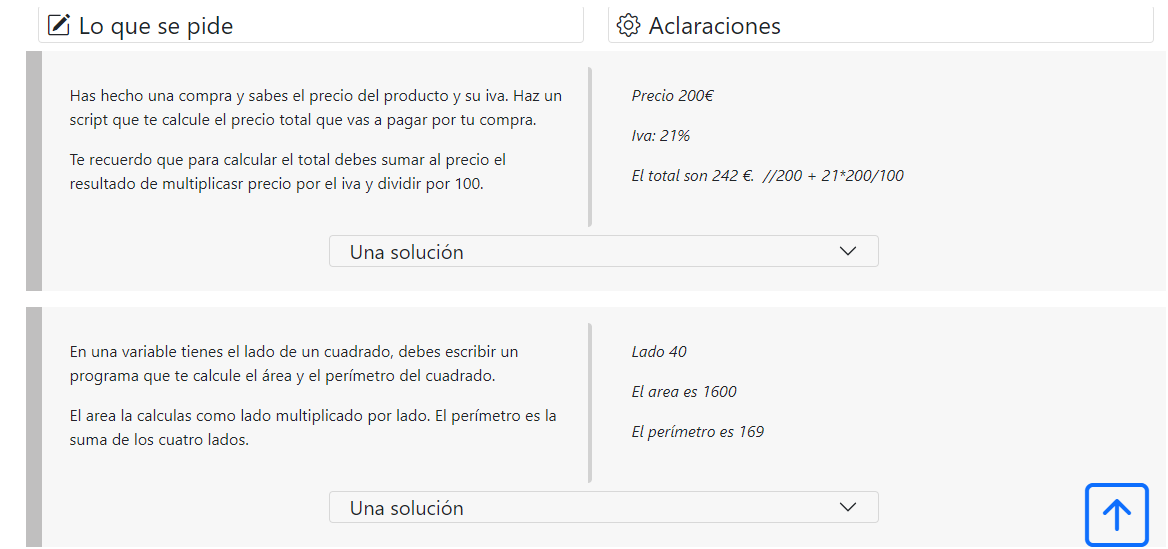 Lo que se pide
Aclaraciones
Has hecho una compra y sabes el precio del producto y su iva. Haz un
script que te calcule el precio total que vas a pagar por tu compra.
Te recuerdo que para calcular el total debes sumar al precio el
resultado de multiplicasr precio por el iva y dividir por 100.
Precio 200€
Iva: 21%
El total son 242 €. //200 + 21*200/100
Una solución
En una variable tienes el lado de un cuadrado, debes escribir un
programa que te calcule el área y el perímetro del cuadrado.
El area la calculas como lado multiplicado por lado. El perímetro es la
suma de los cuatro lados.
Lado 40
El area es 1600
El perímetro es 169
Una solución